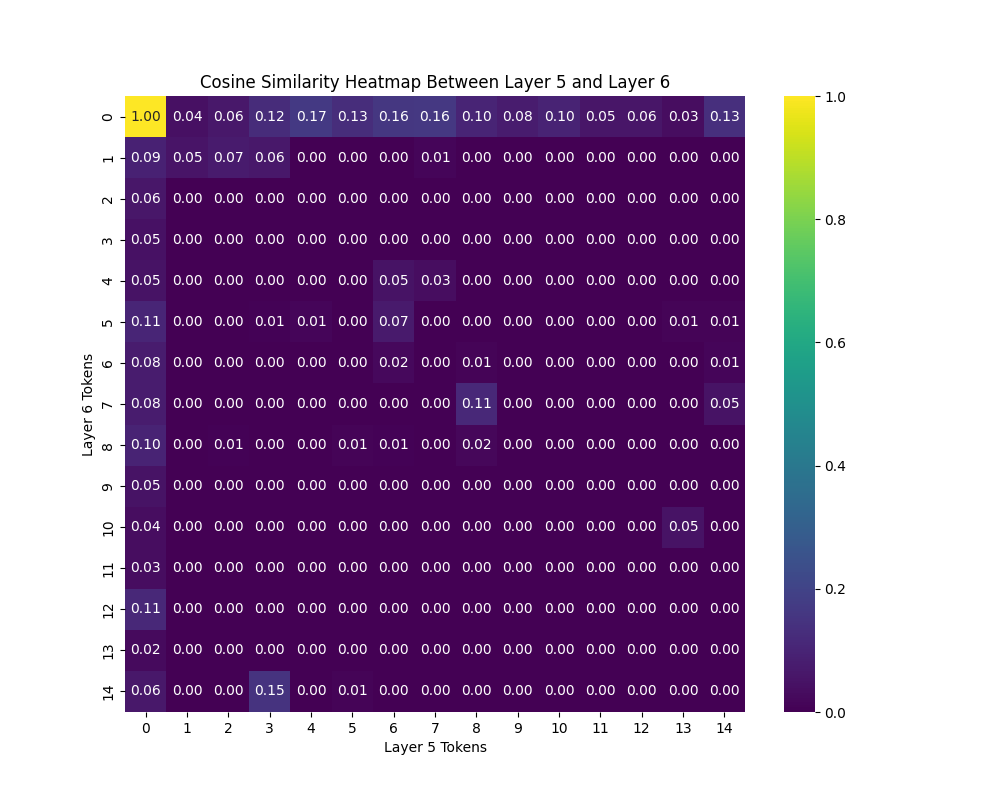 Cosine Similarity Heatmap Between Layer 5 and Layer 6
0 1.00 0.04 0.06 0.12 0.17 0.13 0.16 0.16 0.10 0.08 0.10 0.05 0.06 0.03 0.13
1 0.09 0.05 0.07 0.06 0.00 0.00 0.00 0.01 0.00 0.00 0.00 0.00 0.00 0.00 0.00
2 0.06 0.00 0.00 0.00 0.00 0.00 0.00 0.00 0.00 0.00 0.00 0.00 0.00 0.00 0.00
3 0.05 0.00 0.00 0.00 0.00 0.00 0.00 0.00 0.00 0.00 0.00 0.00 0.00 0.00 0.00
4 0.05 0.00 0.00 0.00 0.00 0.00 0.05 0.03 0.00 0.00 0.00 0.00 0.00 0.00 0.00
5 0.11 0.00 0.00 0.01 0.01 0.00 0.07 0.00 0.00 0.00 0.00 0.00 0.00 0.01 0.01
6 0.08 0.00 0.00 0.00 0.00 0.00 0.02 0.00 0.01 0.00 0.00 0.00 0.00 0.00 0.01
7 0.08 0.00 0.00 0.00 0.00 0.00 0.00 0.00 0.11 0.00 0.00 0.00 0.00 0.00 0.05
8 0.10 0.00 0.01 0.00 0.00 0.01 0.01 0.00 0.02 0.00 0.00 0.00 0.00 0.00 0.00
9 0.05 0.00 0.00 0.00 0.00 0.00 0.00 0.00 0.00 0.00 0.00 0.00 0.00 0.00 0.00
10 0.04 0.00 0.00 0.00 0.00 0.00 0.00 0.00 0.00 0.00 0.00 0.00 0.00 0.05 0.00
11 0.03 0.00 0.00 0.00 0.00 0.00 0.00 0.00 0.00 0.00 0.00 0.00 0.00 0.00 0.00
12 0.11 0.00 0.00 0.00 0.00 0.00 0.00 0.00 0.00 0.00 0.00 0.00 0.00 0.00 0.00
13 0.02 0.00 0.00 0.00 0.00 0.00 0.00 0.00 0.00 0.00 0.00 0.00 0.00 0.00 0.00
14 0.06 0.00 0.00 0.15 0.00 0.01 0.00 0.00 0.00 0.00 0.00 0.00 0.00 0.00 0.00
0 1 2 3 4 5 6 7 8 9 10 11 12 13 14
Layer 5 Tokens
Layer 6 Tokens
1.0
0.8
0.6
0.4
0.2
0.0